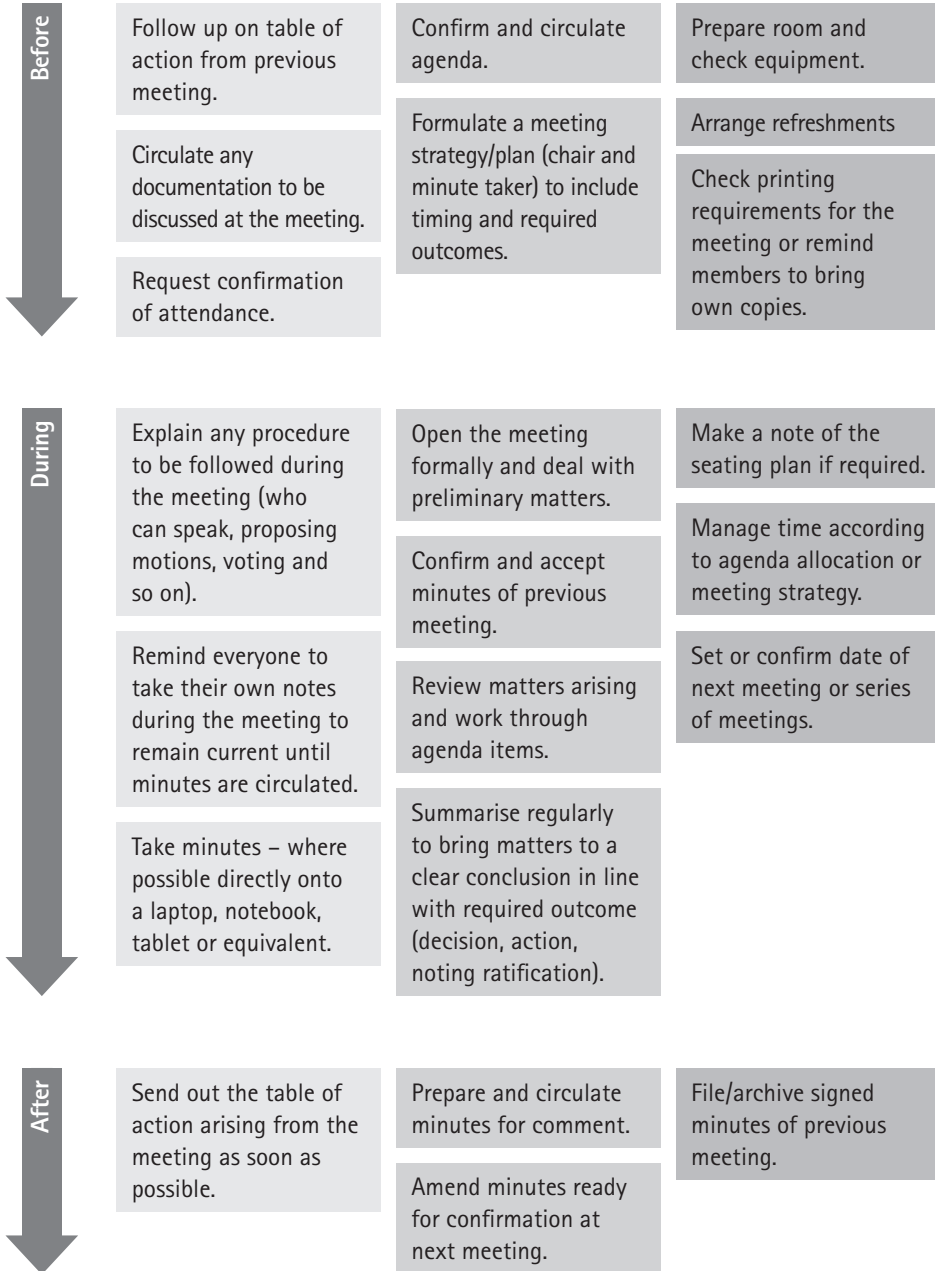 Before
Follow up on table of
action from previous
meeting.
Circulate any
documentation to be
discussed at the meeting.
Request confirmation
of attendance.
Confirm and circulate
agenda.
Formulate a meeting
strategy/plan (chair and
minute taker) to include
timing and required
outcomes.
Prepare room and
check equipment.
Arrange refreshments
Check printing
requirements for the
meeting or remind
members to bring
own copies.
During
Explain any procedure
to be followed during
the meeting (who
can speak, proposing
motions, voting and
so on).
Remind everyone to
take their own notes
during the meeting to
remain current until
minutes are circulated.
Take minutes – where
possible directly onto
a laptop, notebook,
tablet or equivalent.
Open the meeting
formally and deal with
preliminary matters.
Confirm and accept
minutes of previous
meeting.
Review matters arising
and work through
agenda items.
Summarise regularly
to bring matters to a
clear conclusion in line
with required outcome
(decision, action,
noting ratification).
Make a note of the
seating plan if required.
Manage time according
to agenda allocation or
meeting strategy.
Set or confirm date of
next meeting or series
of meetings.
After
Send out the table of
action arising from the
meeting as soon as
possible.
Prepare and circulate
minutes for comment.
Amend minutes ready
for confirmation at
next meeting.
File/archive signed
minutes of previous
meeting.